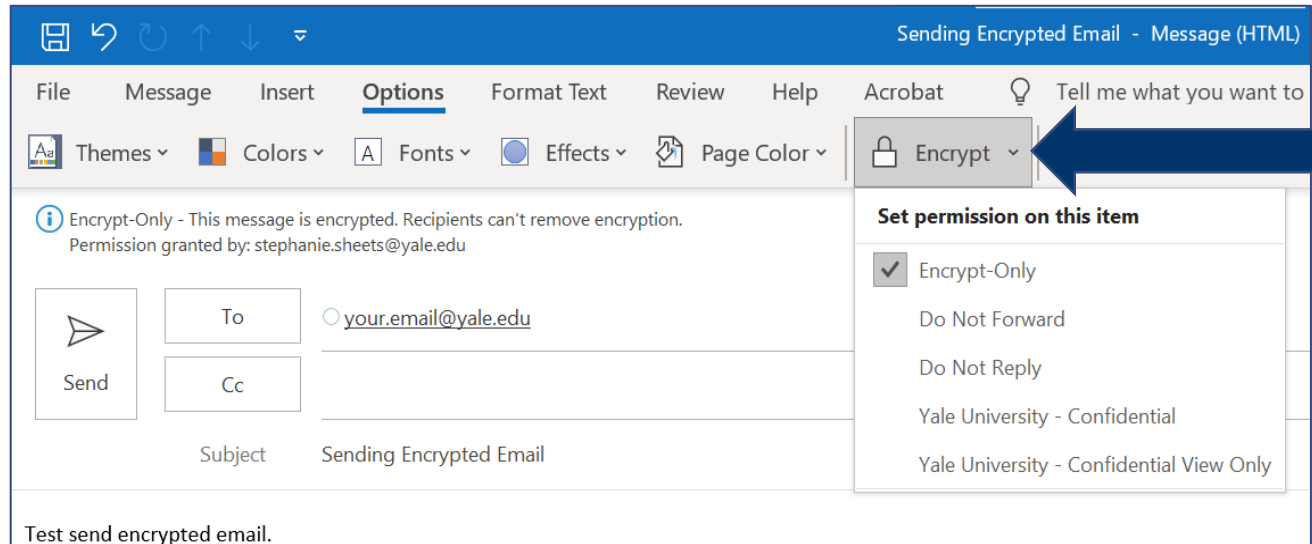 Sending Encrypted Email - Message (HTML)
File Message Insert Options Format Text Review Help Acrobat Tell me what you want to
Aa Themes Colors A Fonts Effects Page Color Encrypt
Encrypt-Only - This message is encrypted. Recipients can't remove encryption.
Permission granted by: stephanie.sheets@yale.edu
Set permission on this item
Encrypt-Only
Do Not Forward
Do Not Reply
Yale University - Confidential
Yale University - Confidential View Only
Send
To your.email@yale.edu
Cc
Subject Sending Encrypted Email
Test send encrypted email.